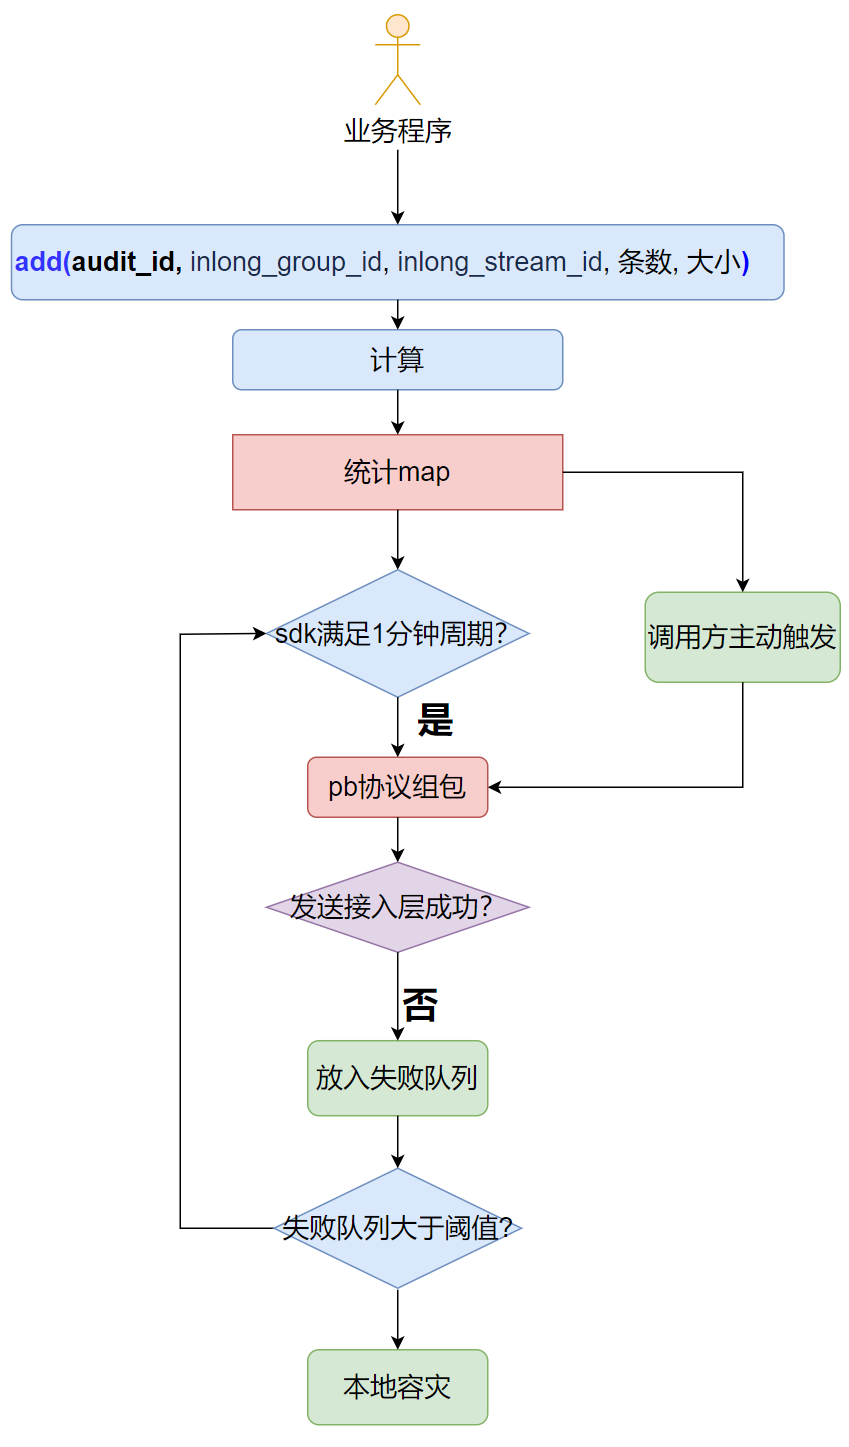 业务程序
add(audit_id, inlong_group_id, inlong_stream_id, 条数, 大小)
计算
统计map
sdk满足1分钟周期?
调用方主动触发
是
pb协议组包
发送接入层成功?
否
放入失败队列
失败队列大于阈值?
本地容灾